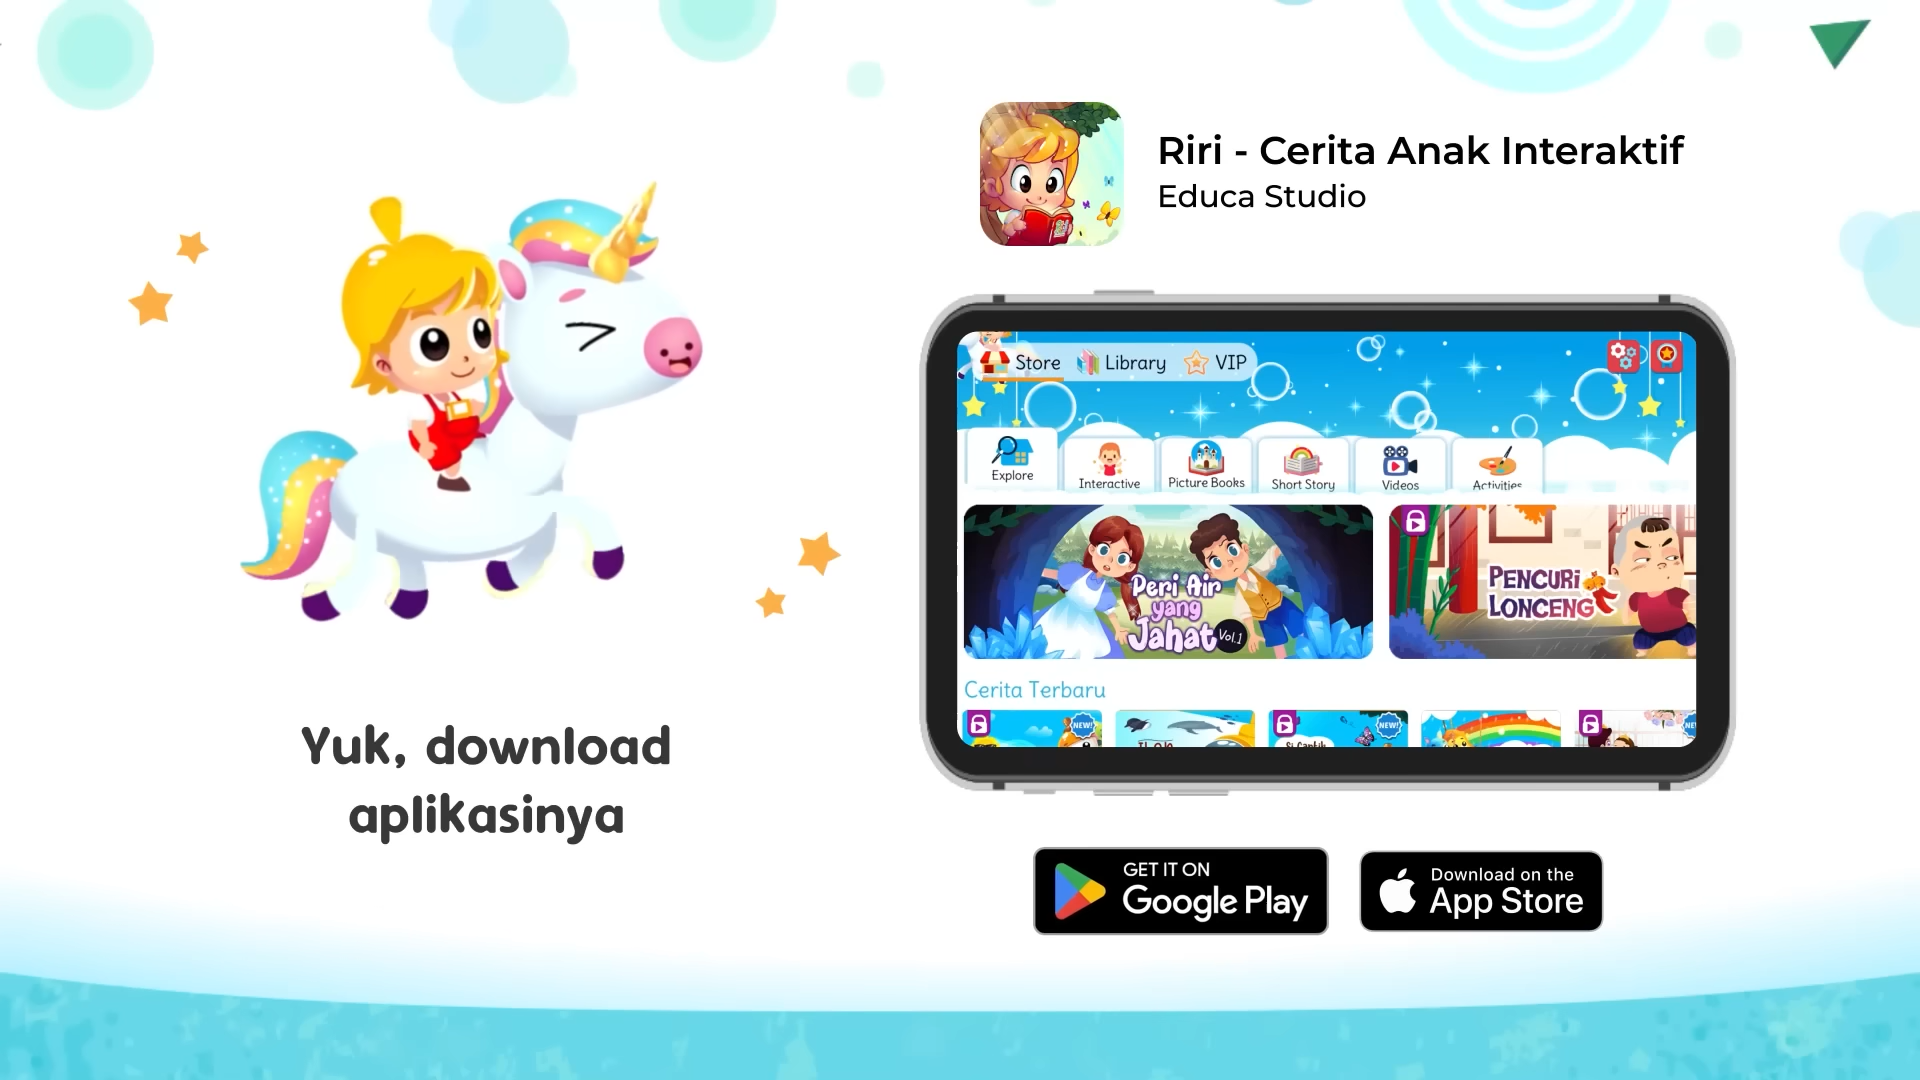 Riri - Cerita Anak Interaktif
Educa Studio
Store Library VIP
Explore Interactive Picture Books Short Story Videos Activities
Peri Air
yang
Jahat Vol.1
PENCURI
LONCENG
Cerita Terbaru
NEW! NEW!
Yuk, download
aplikasinya
GET IT ON
Google Play
Download on the
App Store